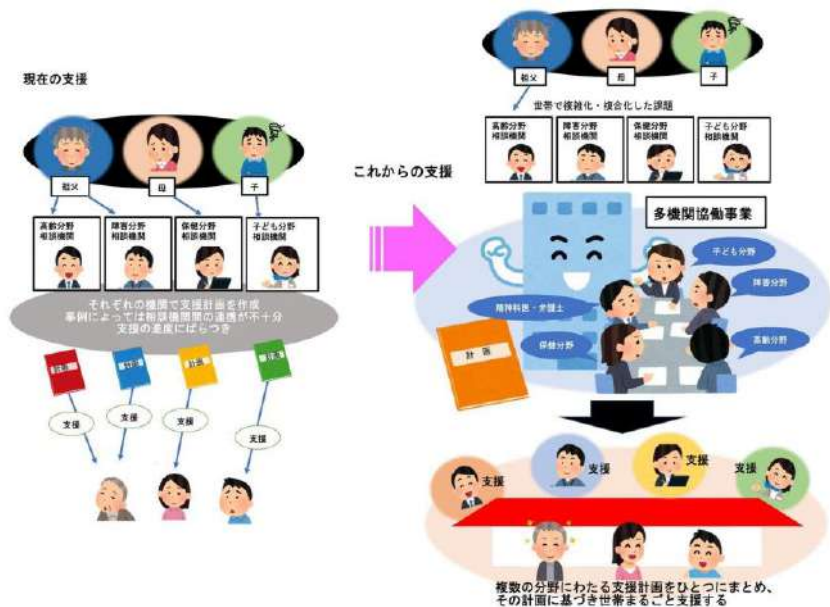 現在の支援
祖父
母
子
高齢分野
相談機関
障害分野
相談機関
保健分野
相談機関
子ども分野
相談機関
それぞれの機関で支援計画を作成
事例によっては相談機関間の連携が不十分
支援の進度にばらつき
計画
計画
計画
計画
支援
支援
支援
支援
これからの支援
祖父
母
子
世帯で複雑化・複合化した課題
高齢分野
相談機関
障害分野
相談機関
保健分野
相談機関
子ども分野
相談機関
多機関協働事業
子ども分野
障害分野
精神科医・弁護士
保健分野
高齢分野
計画
支援
支援
支援
支援
複数の分野にわたる支援計画をひとつにまとめ、
その計画に基づき世帯まるごと支援する